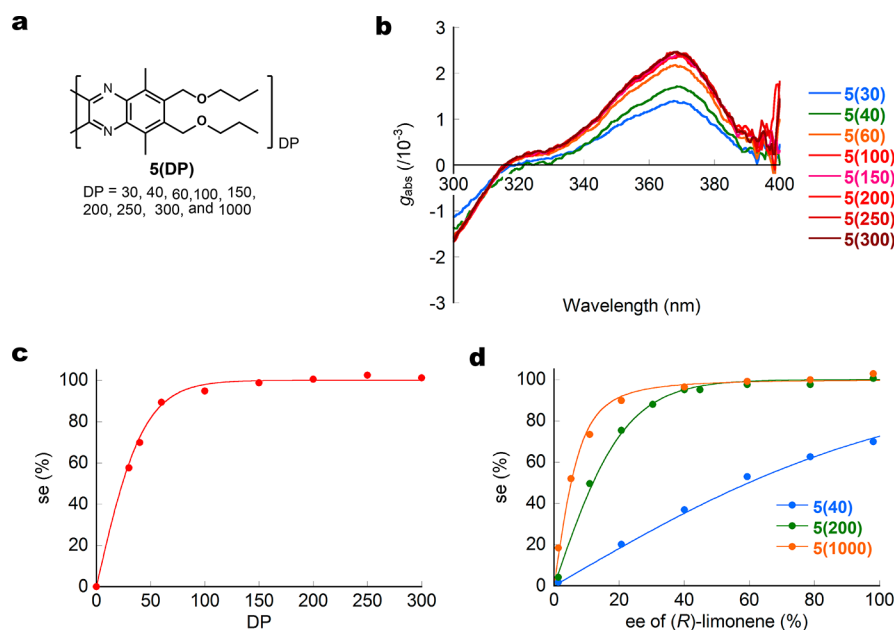 a
N
N
O
O
DP
5(DP)
DP = 30, 40, 60,100, 150,
200, 250, 300, and 1000
b
3
2
1
0
-1
-2
-3
300
320
340
360
380
400
g_abs (/10⁻³)
Wavelength (nm)
5(30)
5(40)
5(60)
5(100)
5(150)
5(200)
5(250)
5(300)
c
100
80
60
40
20
0
se (%)
0
50
100
150
200
250
300
DP
d
100
80
60
40
20
0
se (%)
0
20
40
60
80
100
ee of (R)-limonene (%)
5(40)
5(200)
5(1000)